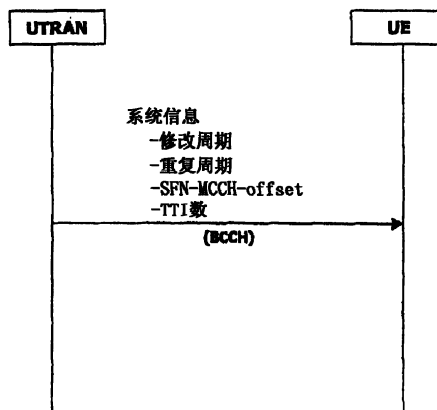 UTRAN
UE
系统信息
-修改周期
-重复周期
-SFN-MCCH-offset
-TTI数
(BCCH)